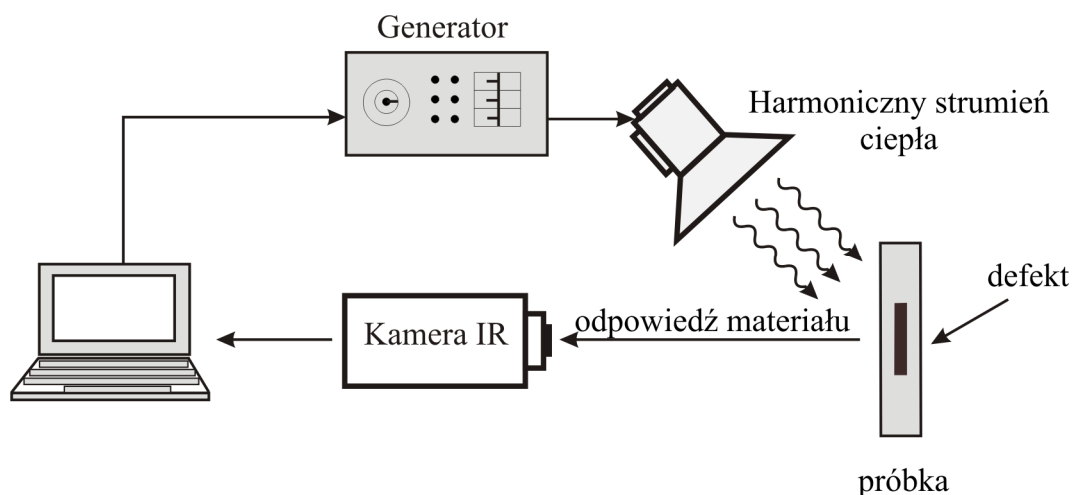 Generator
Harmoniczny strumień
ciepła
defekt
Kamera IR
odpowiedź materiału
próbka